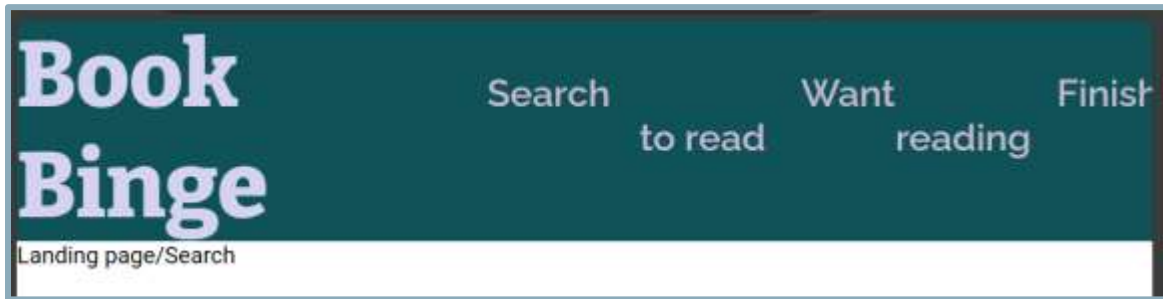 Book
Binge
Search Want Finish
to read reading
Landing page/Search